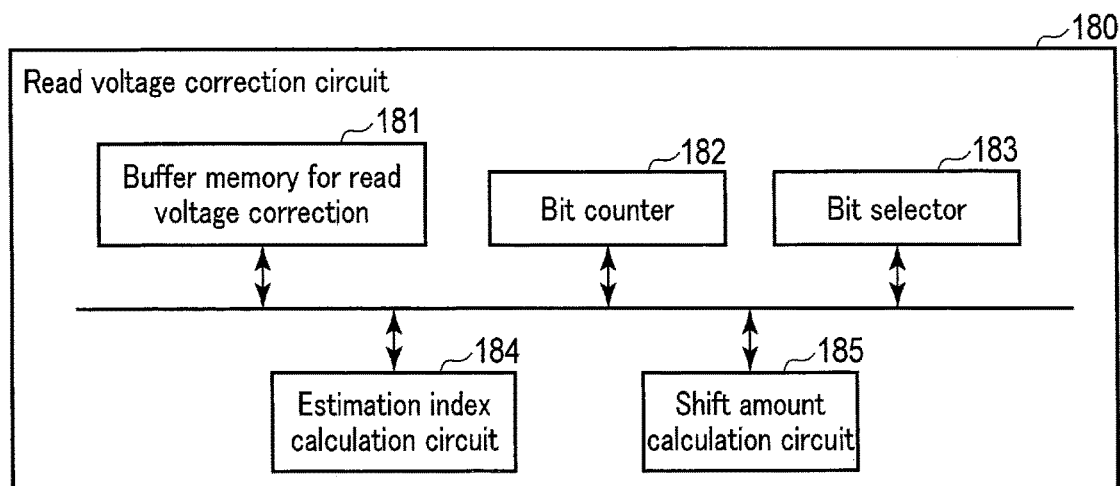 180
Read voltage correction circuit
181
Buffer memory for read
voltage correction
182
Bit counter
183
Bit selector
184
Estimation index
calculation circuit
185
Shift amount
calculation circuit